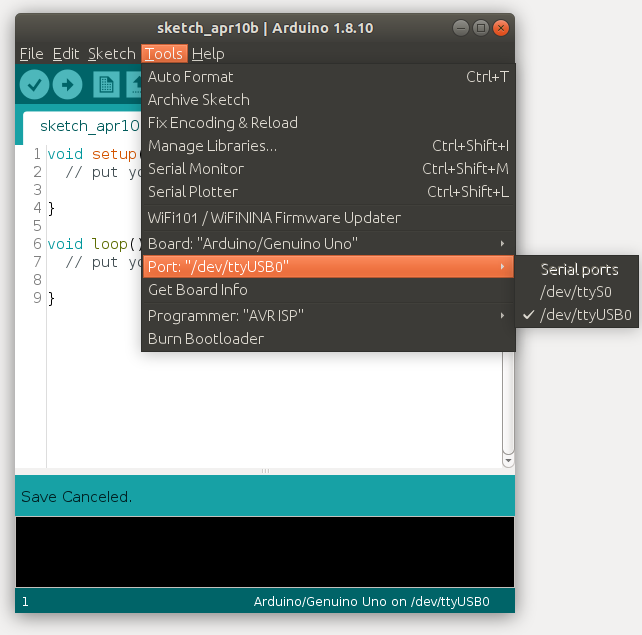 sketch_apr10b | Arduino 1.8.10
File Edit Sketch Tools Help
Auto Format Ctrl+T
Archive Sketch
Fix Encoding & Reload
Manage Libraries... Ctrl+Shift+I
Serial Monitor Ctrl+Shift+M
Serial Plotter Ctrl+Shift+L
WiFi101 / WiFiNINA Firmware Updater
Board: "Arduino/Genuino Uno"
Port: "/dev/ttyUSB0"
Get Board Info
Programmer: "AVR ISP"
Burn Bootloader
Serial ports
/dev/ttyS0
/dev/ttyUSB0
sketch_apr10
1 void setup(
2 // put yo
3
4 }
5
6 void loop()
7 // put yo
8
9 }
Save Canceled.
1 Arduino/Genuino Uno on /dev/ttyUSB0